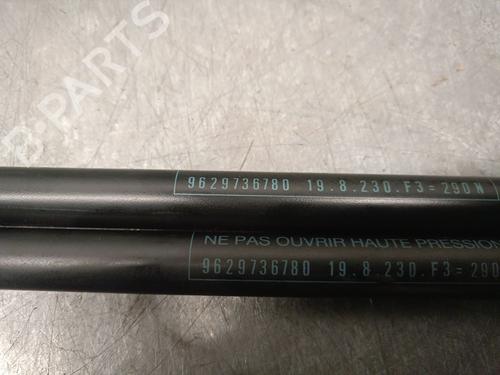 B-PARTS
9629736780 19.8.230.F3=290N
NE PAS OUVRIR HAUTE PRESSION
9629736780 19.8.230.F3=290